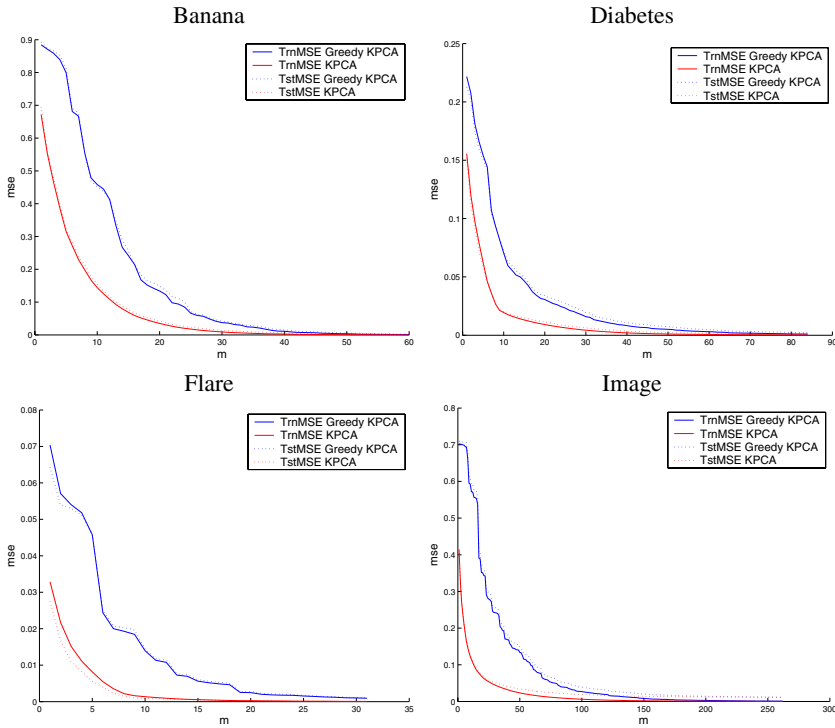 Banana
0.9
0.8
0.7
0.6
0.5
0.4
0.3
0.2
0.1
0
mse
TrnMSE Greedy KPCA
TrnMSE KPCA
TstMSE Greedy KPCA
TstMSE KPCA
0 10 20 30 40 50 60
m
Diabetes
0.25
0.2
0.15
0.1
0.05
0
mse
TrnMSE Greedy KPCA
TrnMSE KPCA
TstMSE Greedy KPCA
TstMSE KPCA
0 10 20 30 40 50 60 70 80 90
m
Flare
0.08
0.07
0.06
0.05
0.04
0.03
0.02
0.01
0
mse
TrnMSE Greedy KPCA
TrnMSE KPCA
TstMSE Greedy KPCA
TstMSE KPCA
0 5 10 15 20 25 30 35
m
Image
0.8
0.7
0.6
0.5
0.4
0.3
0.2
0.1
0
mse
TrnMSE Greedy KPCA
TrnMSE KPCA
TstMSE Greedy KPCA
TstMSE KPCA
0 50 100 150 200 250 300
m